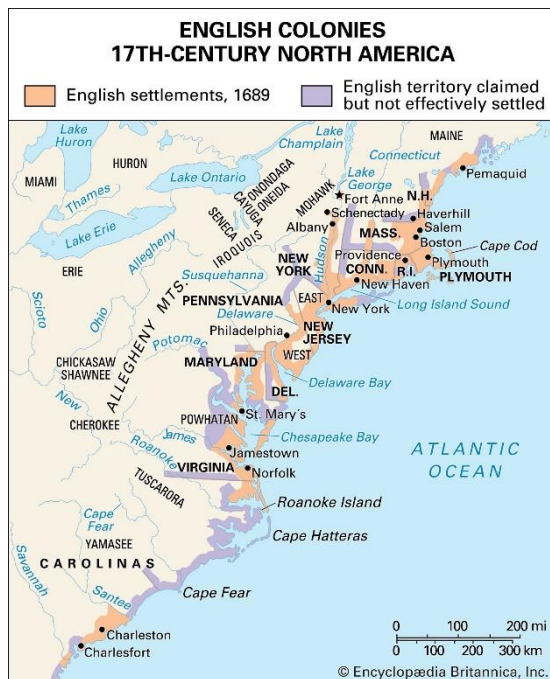 ENGLISH COLONIES
17TH-CENTURY NORTH AMERICA
English settlements, 1689
English territory claimed
but not effectively settled
Lake
Huron
HURON
MIAMI
Thames
Lake Erie
Lake Ontario
Lake
Champlain
MAINE
Connecticut
Lake
George
Pemaquid
ONONDAGA
ONEIDA
CAYUGA
SENECA
MOHAWK
IROQUOIS
Fort Anne
N.H.
Schenectady
Haverhill
Albany
MASS.
Salem
Boston
Cape Cod
Providence
Plymouth
CONN.
R.I.
PLYMOUTH
Hudson
New Haven
NEW
YORK
Long Island Sound
New York
ERIE
Allegheny
Susquehanna
PENNSYLVANIA
EAST
Delaware
NEW
JERSEY
Philadelphia
WEST
Scioto
Ohio
ALLEGHENY MTS.
Potomac
MARYLAND
DEL.
Delaware Bay
CHICKASAW
SHAWNEE
New
POWHATAN
St. Mary's
CHEROKEE
James
Chesapeake Bay
Roanoke
Jamestown
VIRGINIA
Norfolk
ATLANTIC
OCEAN
TUSCARORA
Roanoke Island
Cape
Fear
Cape Hatteras
YAMASEE
CAROLINAS
Savannah
Santee
Cape Fear
Charleston
Charlesfort
0 100 200 mi
0 100 200 300 km
© Encyclopædia Britannica, Inc.